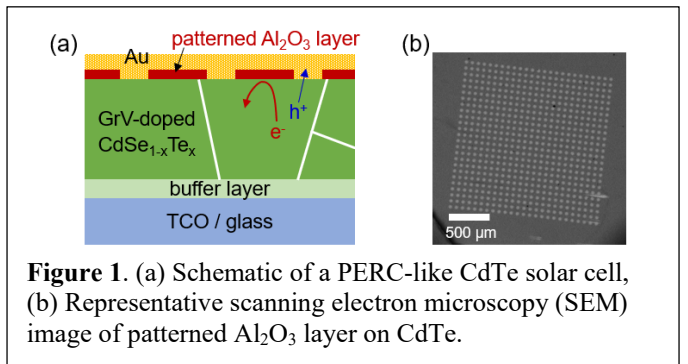 (a)
patterned Al₂O₃ layer
Au
h⁺
e⁻
GrV-doped
CdSe₁₋ₓTeₓ
buffer layer
TCO / glass
(b)
500 µm
Figure 1. (a) Schematic of a PERC-like CdTe solar cell,
(b) Representative scanning electron microscopy (SEM)
image of patterned Al₂O₃ layer on CdTe.